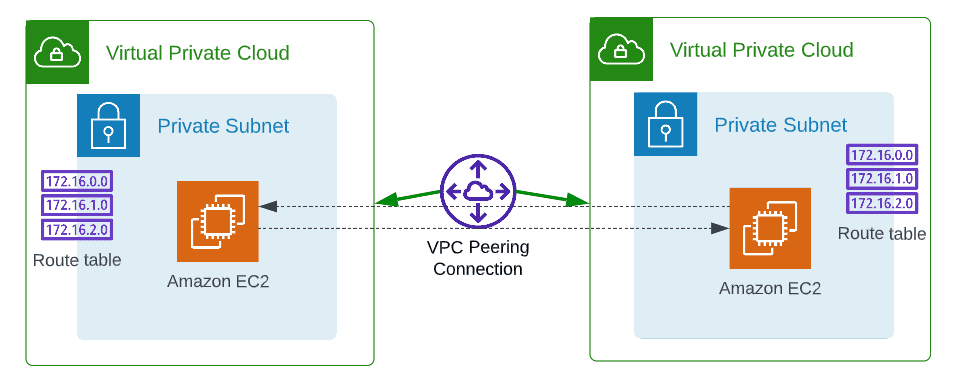 Virtual Private Cloud
Private Subnet
172.16.0.0
172.16.1.0
172.16.2.0
Route table
Amazon EC2
VPC Peering
Connection
Virtual Private Cloud
Private Subnet
172.16.0.0
172.16.1.0
172.16.2.0
Route table
Amazon EC2